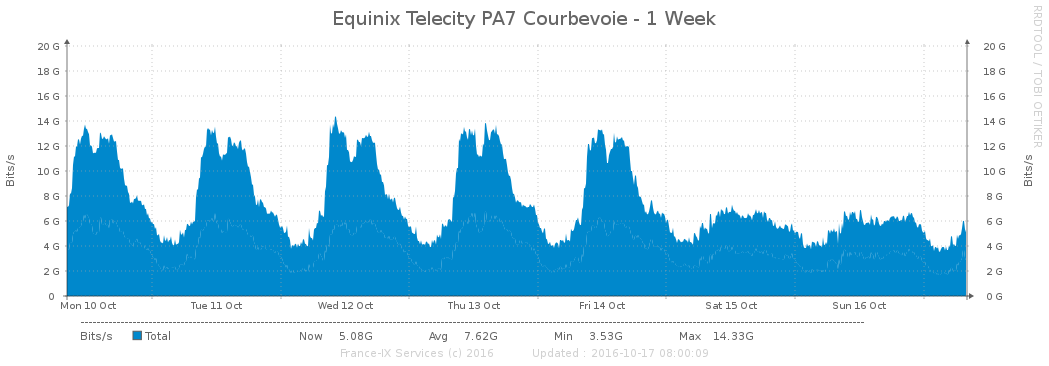 Equinix Telecity PA7 Courbevoie - 1 Week
RRDTOOL / TOBI OETIKER
Bits/s
20 G
18 G
16 G
14 G
12 G
10 G
8 G
6 G
4 G
2 G
0
20 G
18 G
16 G
14 G
12 G
10 G
8 G
6 G
4 G
2 G
0 G
Bits/s
Mon 10 Oct Tue 11 Oct Wed 12 Oct Thu 13 Oct Fri 14 Oct Sat 15 Oct Sun 16 Oct
Bits/s Total Now 5.08G Avg 7.62G Min 3.53G Max 14.33G
France-IX Services (c) 2016 Updated : 2016-10-17 08:00:09